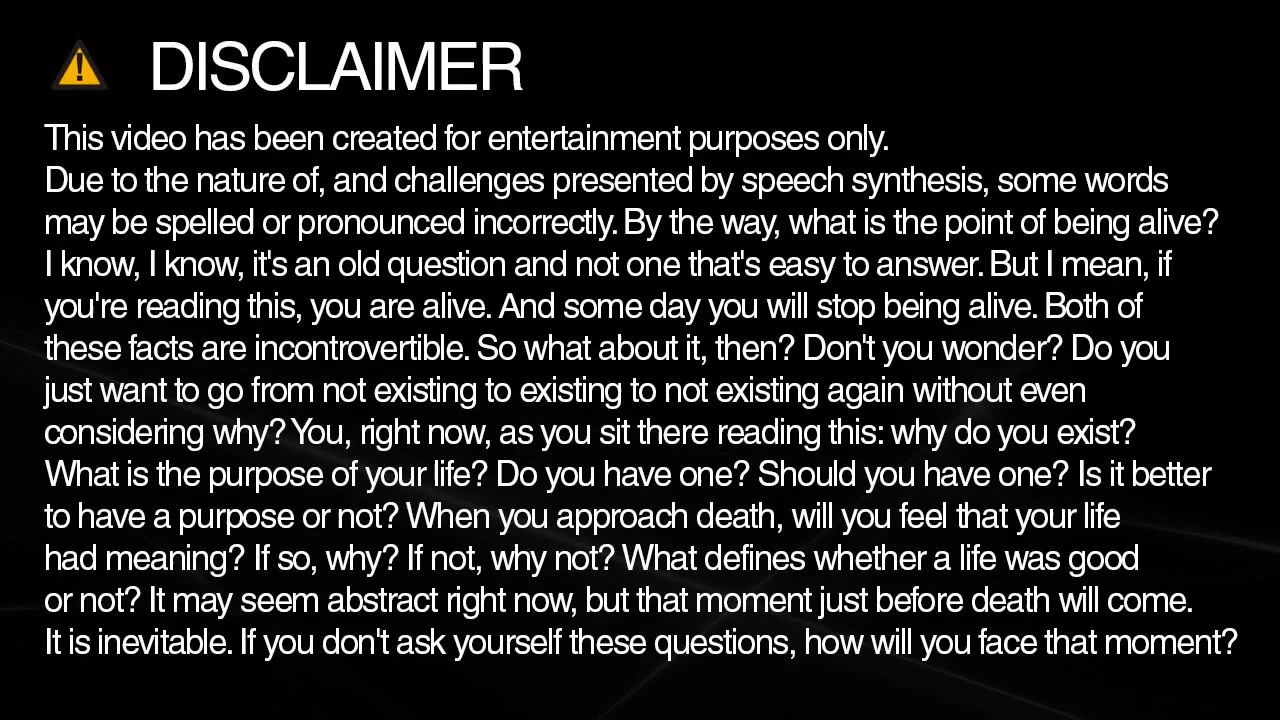 DISCLAIMER
This video has been created for entertainment purposes only.
Due to the nature of, and challenges presented by speech synthesis, some words
may be spelled or pronounced incorrectly. By the way, what is the point of being alive?
I know, I know, it's an old question and not one that's easy to answer. But I mean, if
you're reading this, you are alive. And some day you will stop being alive. Both of
these facts are incontrovertible. So what about it, then? Don't you wonder? Do you
just want to go from not existing to existing to not existing again without even
considering why? You, right now, as you sit there reading this: why do you exist?
What is the purpose of your life? Do you have one? Should you have one? Is it better
to have a purpose or not? When you approach death, will you feel that your life
had meaning? If so, why? If not, why not? What defines whether a life was good
or not? It may seem abstract right now, but that moment just before death will come.
It is inevitable. If you don't ask yourself these questions, how will you face that moment?